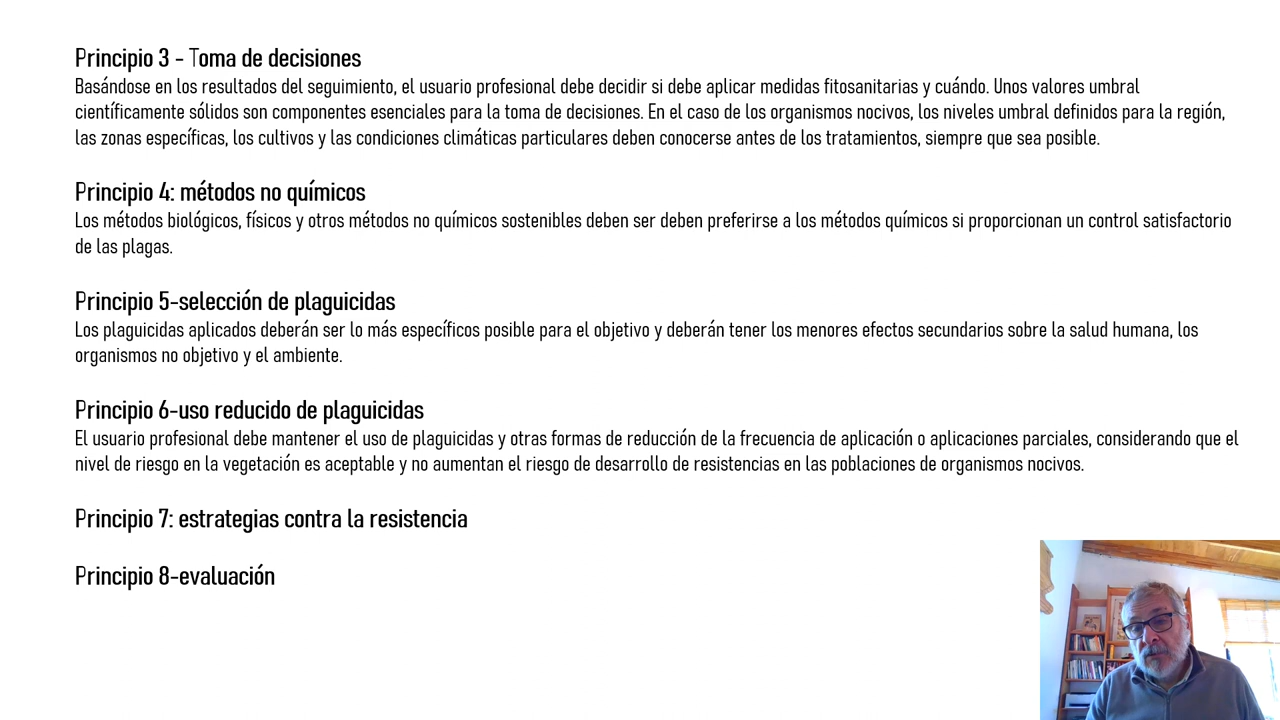 Principio 3 - Toma de decisiones
Basándose en los resultados del seguimiento, el usuario profesional debe decidir si debe aplicar medidas fitosanitarias y cuándo. Unos valores umbral
científicamente sólidos son componentes esenciales para la toma de decisiones. En el caso de los organismos nocivos, los niveles umbral definidos para la región,
las zonas específicas, los cultivos y las condiciones climáticas particulares deben conocerse antes de los tratamientos, siempre que sea posible.
Principio 4: métodos no químicos
Los métodos biológicos, físicos y otros métodos no químicos sostenibles deben ser deben preferirse a los métodos químicos si proporcionan un control satisfactorio
de las plagas.
Principio 5-selección de plaguicidas
Los plaguicidas aplicados deberán ser lo más específicos posible para el objetivo y deberán tener los menores efectos secundarios sobre la salud humana, los
organismos no objetivo y el ambiente.
Principio 6-uso reducido de plaguicidas
El usuario profesional debe mantener el uso de plaguicidas y otras formas de reducción de la frecuencia de aplicación o aplicaciones parciales, considerando que el
nivel de riesgo en la vegetación es aceptable y no aumentan el riesgo de desarrollo de resistencias en las poblaciones de organismos nocivos.
Principio 7: estrategias contra la resistencia
Principio 8-evaluación